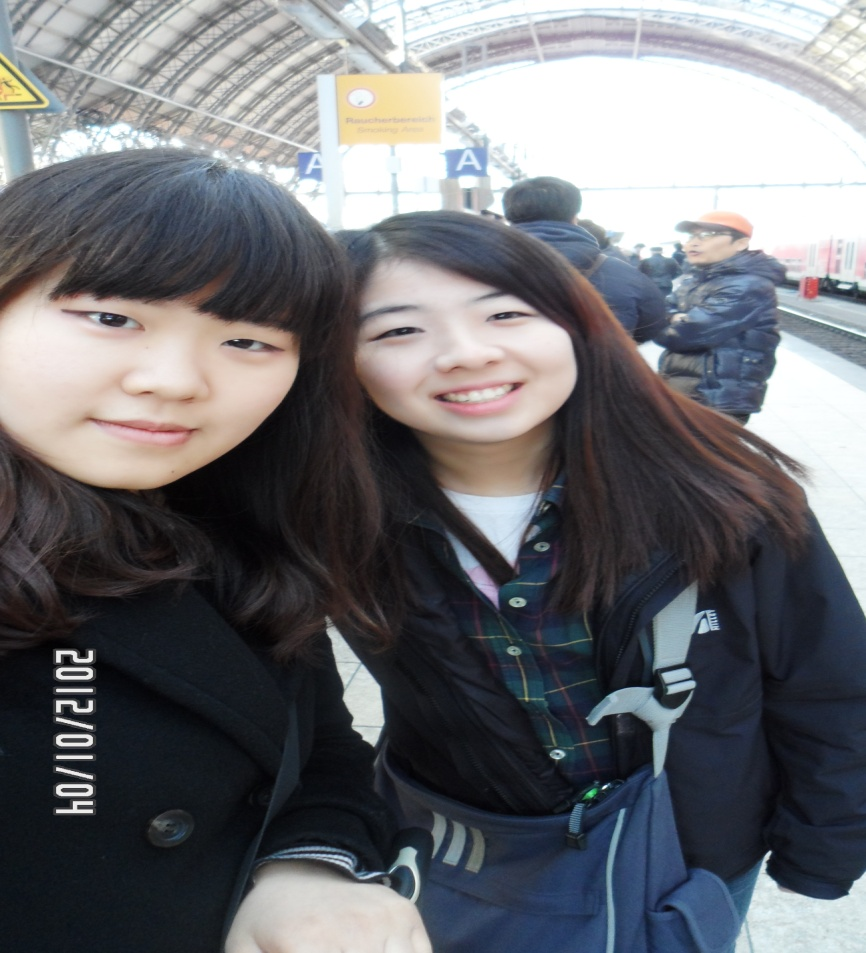 Raucherbereich
Smoking Area
A
A
2012/01/04